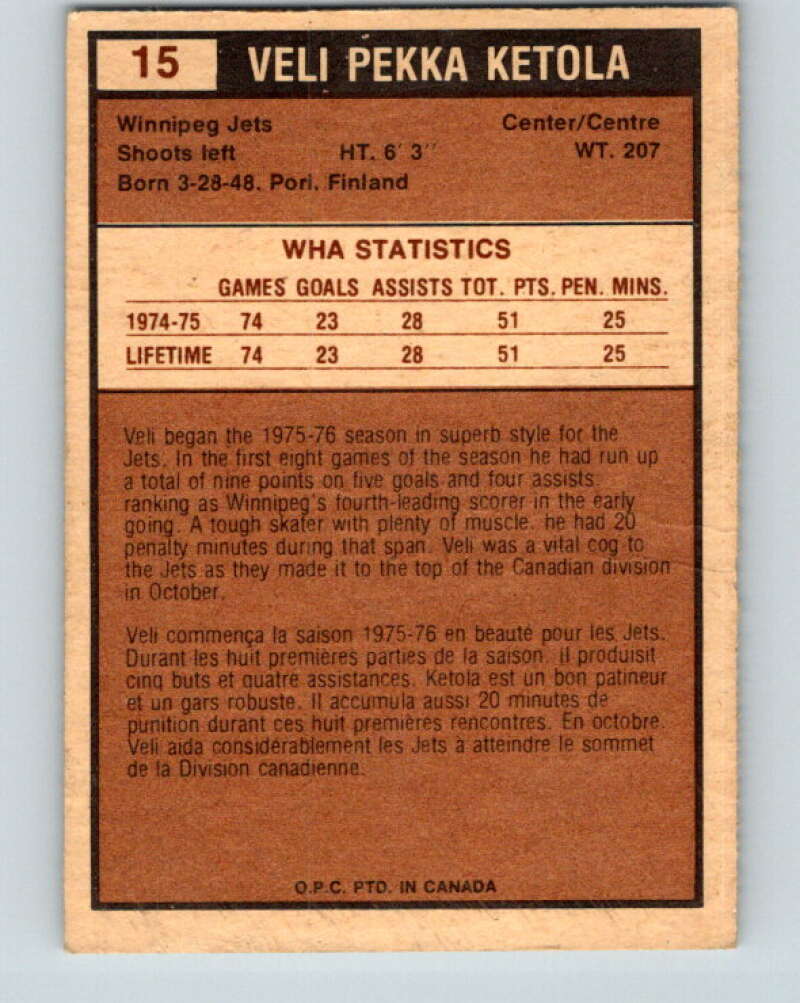 15 VELI PEKKA KETOLA
Winnipeg Jets Center/Centre
Shoots left HT. 6' 3" WT. 207
Born 3-28-48. Pori. Finland
WHA STATISTICS
GAMES GOALS ASSISTS TOT. PTS. PEN. MINS.
1974-75 74 23 28 51 25
LIFETIME 74 23 28 51 25
Veli began the 1975-76 season in superb style for the
Jets. In the first eight games of the season he had run up
a total of nine points on five goals and four assists.
ranking as Winnipeg's fourth-leading scorer in the early
going. A tough skater with plenty of muscle. he had 20
penalty minutes during that span. Veli was a vital cog to
the Jets as they made it to the top of the Canadian division
in October.
Veli commença la saison 1975-76 en beauté pour les Jets.
Durant les huit premières parties de la saison. il produisit
cinq buts et quatre assistances. Ketola est un bon patineur
et un gars robuste. Il accumula aussi 20 minutes de
punition durant ces huit premières rencontres. En octobre.
Veli aida considérablement les Jets à atteindre le sommet
de la Division canadienne.
O.P.C. PTD. IN CANADA